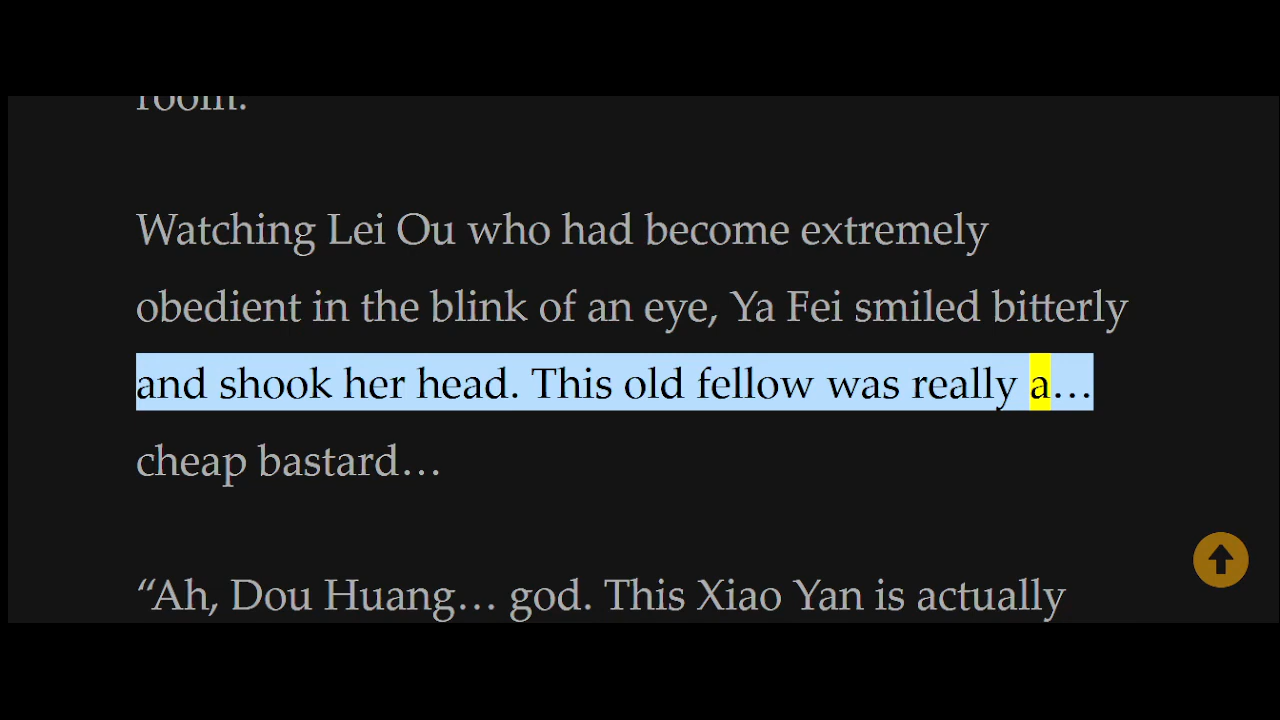 room.
Watching Lei Ou who had become extremely
obedient in the blink of an eye, Ya Fei smiled bitterly
and shook her head. This old fellow was really a…
cheap bastard…
“Ah, Dou Huang… god. This Xiao Yan is actually